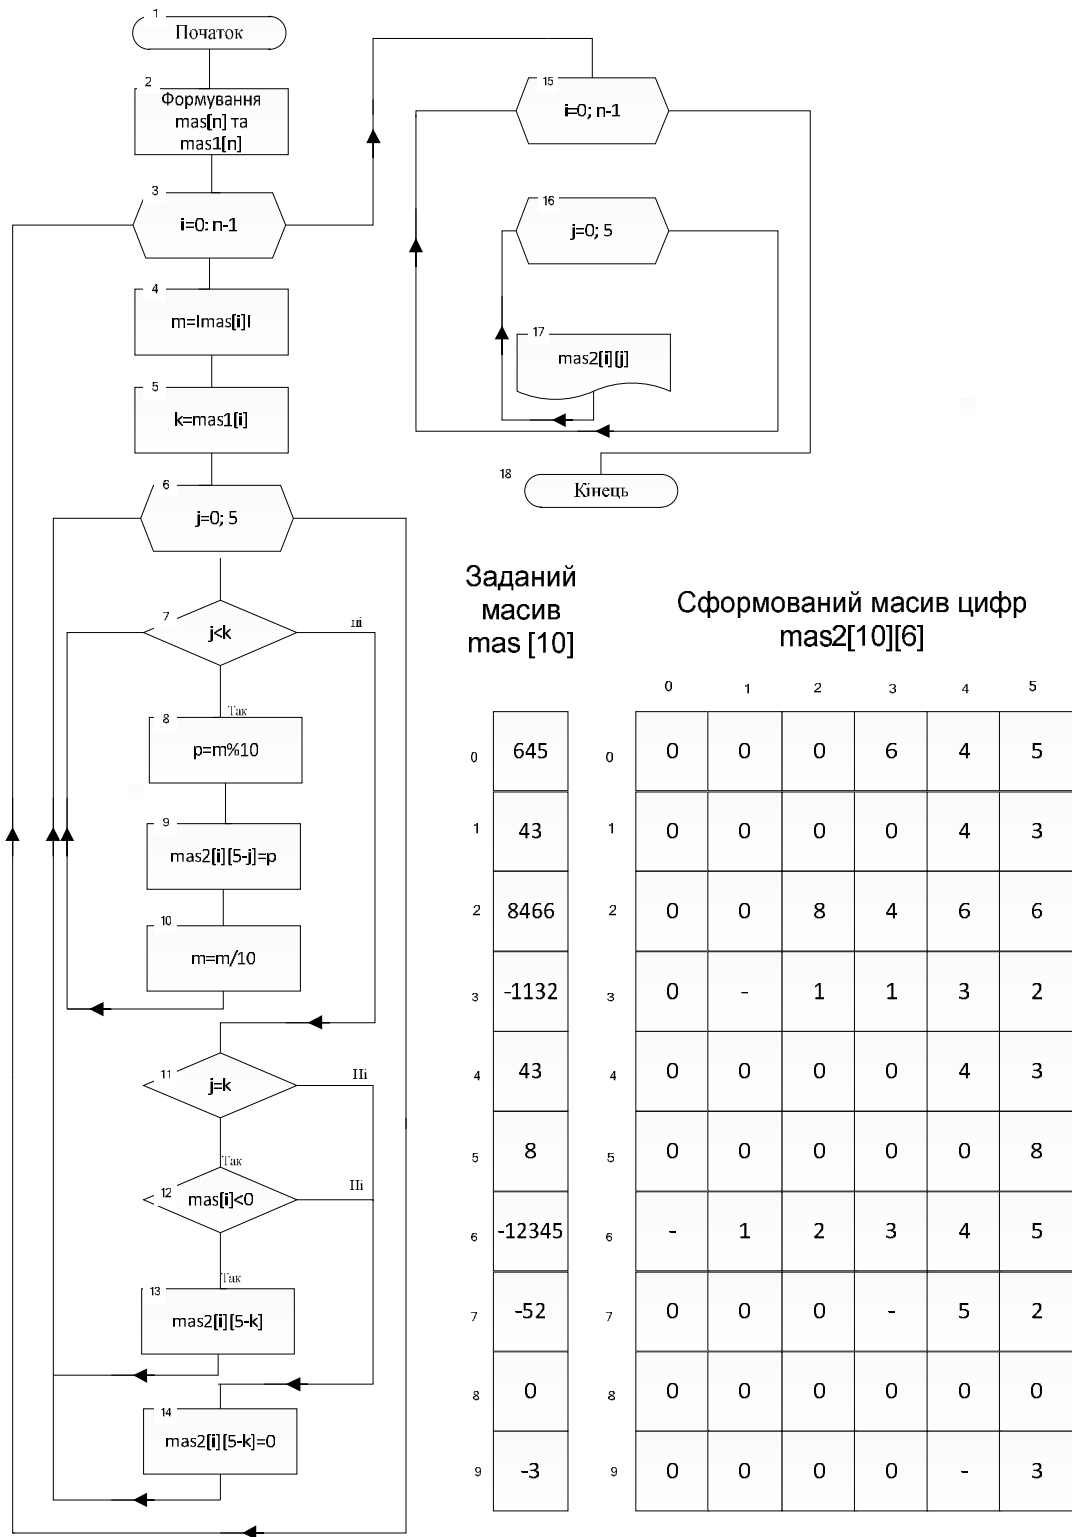 1
Початок
2
Формування
mas[n] та
mas1[n]
3
i=0: n-1
4
m=Imas[i]I
5
k=mas1[i]
6
j=0; 5
7
j<k
ні
Так
8
p=m%10
9
mas2[i][5-j]=p
10
m=m/10
11
j=k
Ні
Так
12
mas[i]<0
Ні
Так
13
mas2[i][5-k]
14
mas2[i][5-k]=0
15
i=0; n-1
16
j=0; 5
17
mas2[i][j]
18
Кінець
Заданий
масив
mas [10]
Сформований масив цифр
mas2[10][6]
0 1 2 3 4 5
0 645 0 0 0 0 6 4 5
1 43 1 0 0 0 0 4 3
2 8466 2 0 0 8 4 6 6
3 -1132 3 0 - 1 1 3 2
4 43 4 0 0 0 0 4 3
5 8 5 0 0 0 0 0 8
6 -12345 6 - 1 2 3 4 5
7 -52 7 0 0 0 - 5 2
8 0 8 0 0 0 0 0 0
9 -3 9 0 0 0 0 - 3